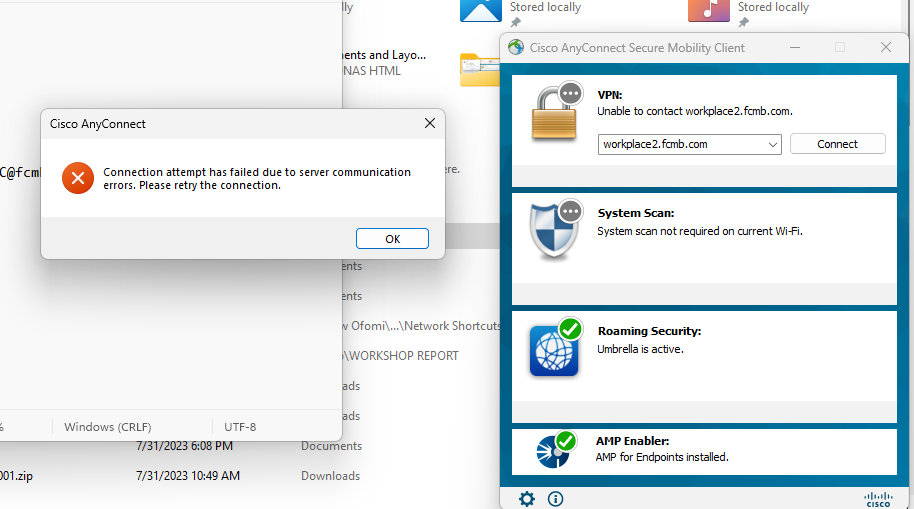 lly
Stored locally
Stored locally
ments and Layo...
NAS HTML
C@fcmb
ere.
Cisco AnyConnect
Connection attempt has failed due to server communication
errors. Please retry the connection.
OK
ents
ents
w Ofomi\...\Network Shortcuts
\WORKSHOP REPORT
ads
ads
%
Windows (CRLF)
UTF-8
7/31/2023 6:08 PM
Documents
001.zip
7/31/2023 10:49 AM
Downloads
Cisco AnyConnect Secure Mobility Client
VPN:
Unable to contact workplace2.fcmb.com.
workplace2.fcmb.com
Connect
System Scan:
System scan not required on current Wi-Fi.
Roaming Security:
Umbrella is active.
AMP Enabler:
AMP for Endpoints installed.
CISCO